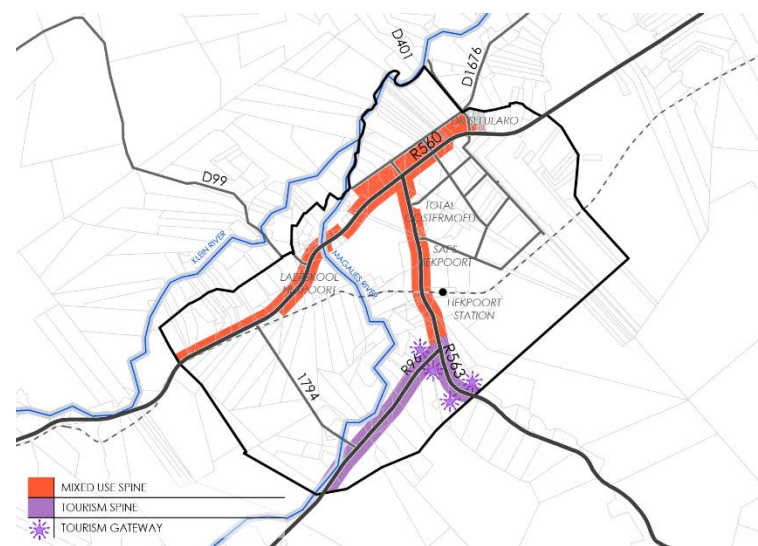 D401
D1676
R560
D99
TOTAL
SAPS
KLEIN RIVER
MAGALIES RIVER
LAERSKOOL
HEKPOORT
STATION
R563
1794
MIXED USE SPINE
TOURISM SPINE
TOURISM GATEWAY